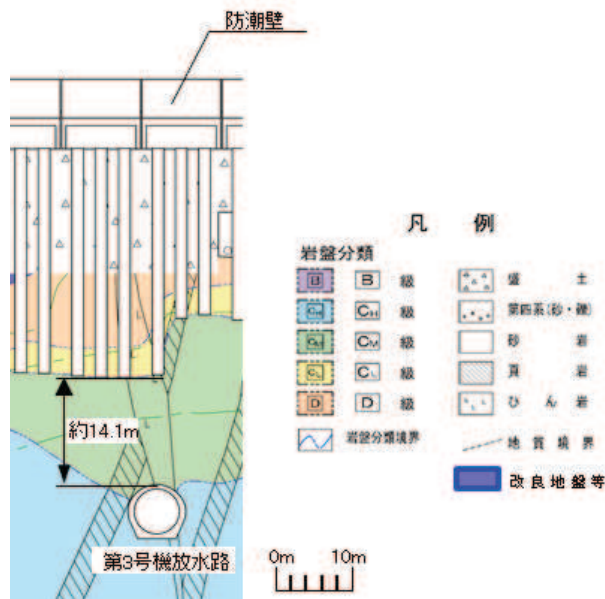 防潮壁
約14.1m
第3号機放水路
0m 10m
凡 例
岩盤分類
B B 級
CH CH 級
CM CM 級
CL CL 級
D D 級
岩盤分類境界
盛 土
第四系(砂・礫)
砂 岩
頁 岩
ひ ん 岩
地 質 境 界
改良地盤等